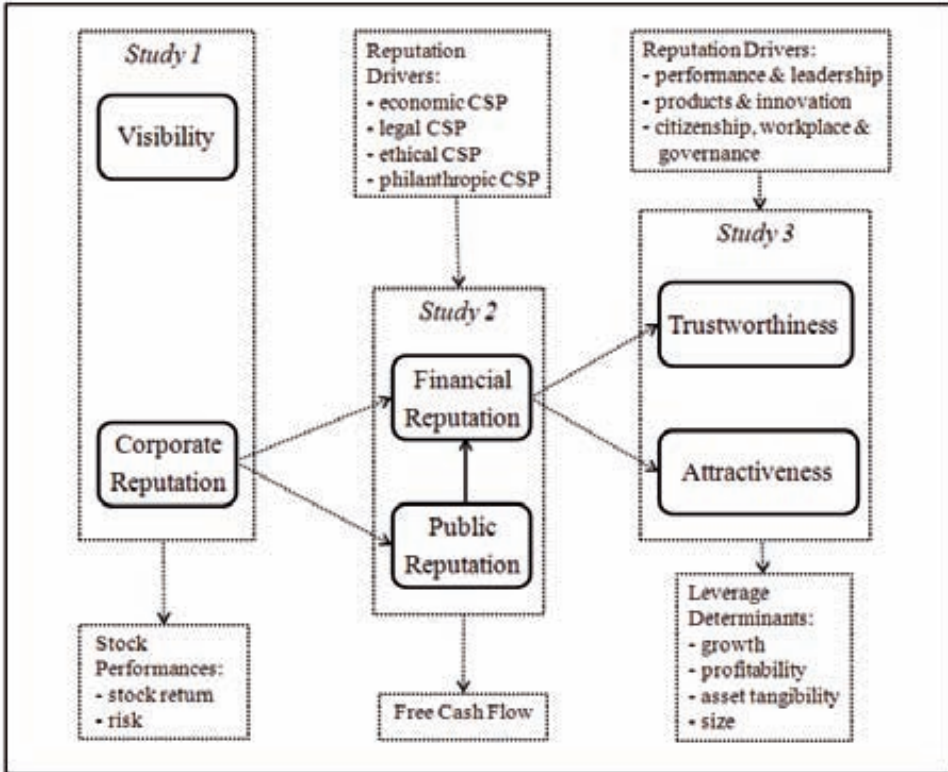 Study 1
Visibility
Corporate
Reputation
Stock
Performances:
- stock return
- risk
Reputation
Drivers:
- economic CSP
- legal CSP
- ethical CSP
- philanthropic CSP
Study 2
Financial
Reputation
Public
Reputation
Free Cash Flow
Reputation Drivers:
- performance & leadership
- products & innovation
- citizenship, workplace &
governance
Study 3
Trustworthiness
Attractiveness
Leverage
Determinants:
- growth
- profitability
- asset tangibility
- size